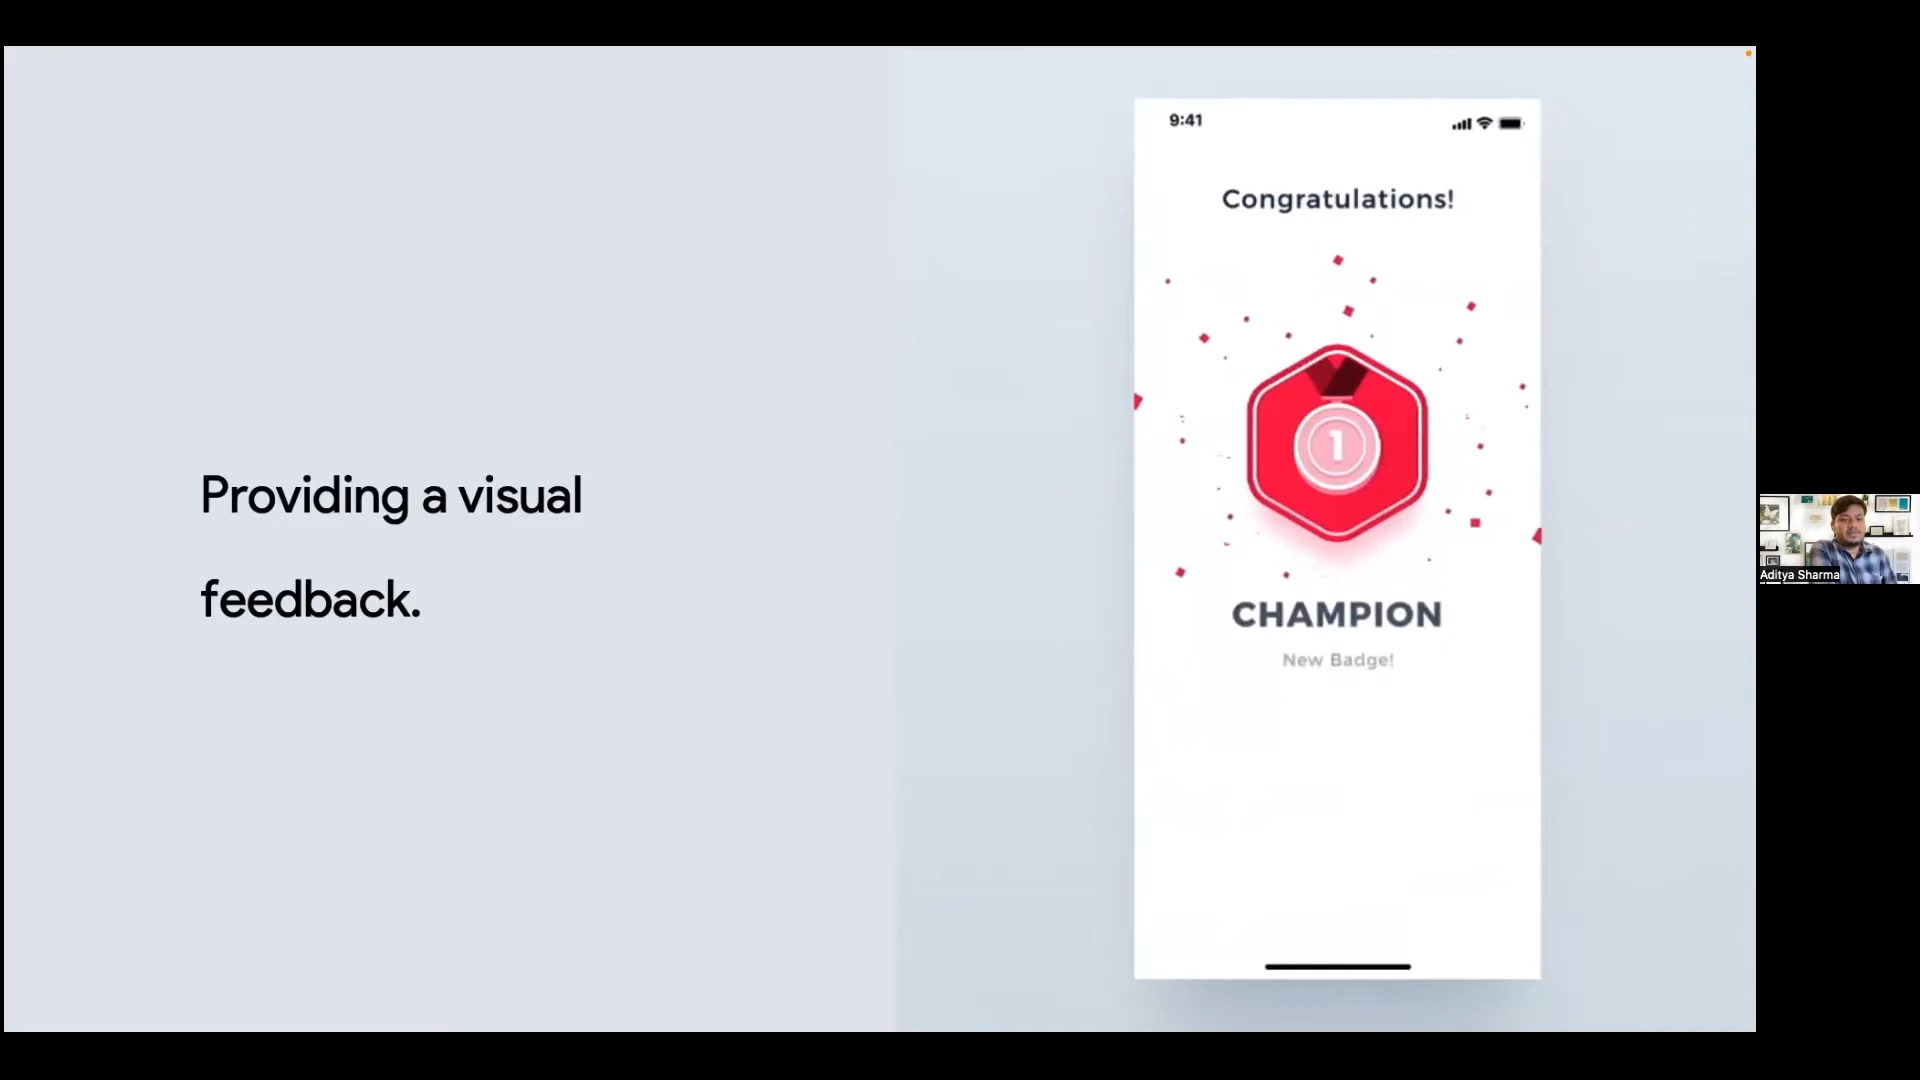 Providing a visual
feedback.
9:41
Congratulations!
1
CHAMPION
New Badge!
Aditya Sharma